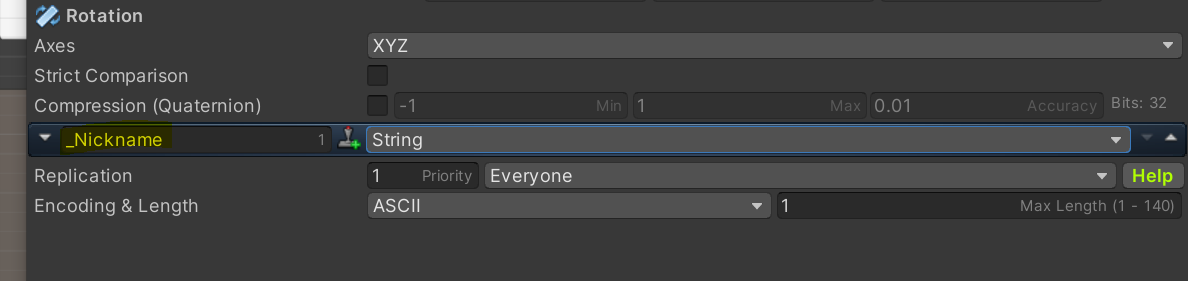 Rotation
Axes XYZ
Strict Comparison
Compression (Quaternion) -1 Min 1 Max 0.01 Accuracy Bits: 32
_Nickname 1 String
Replication 1 Priority Everyone Help
Encoding & Length ASCII 1 Max Length (1 - 140)